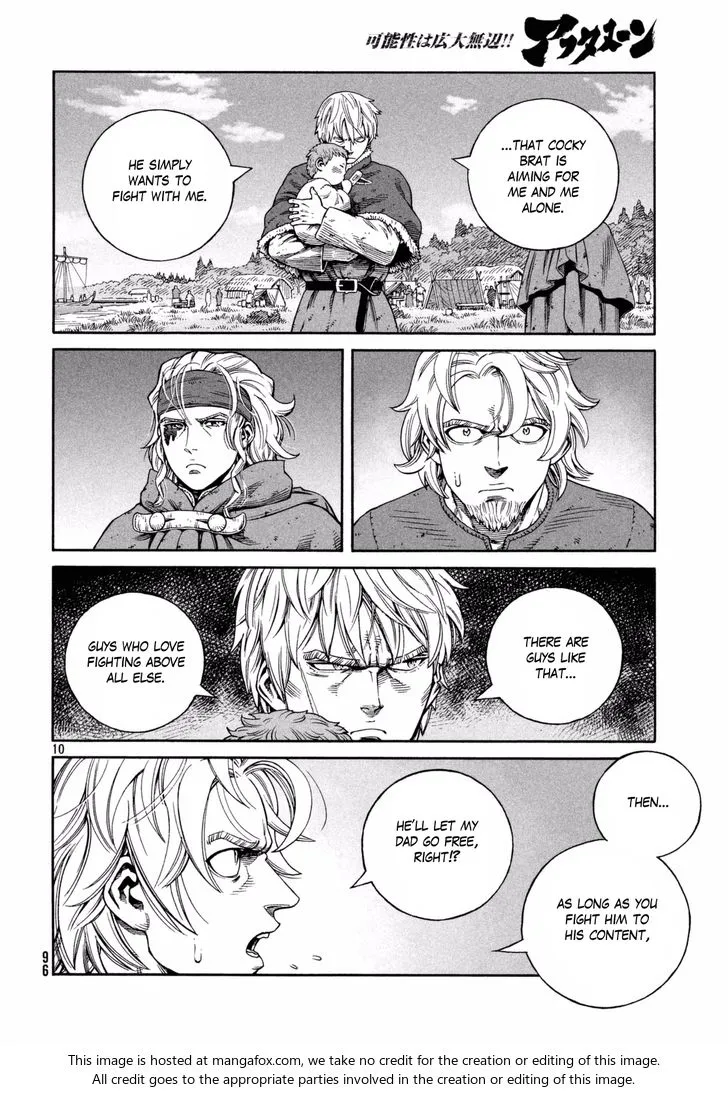 可能性は広大無辺!!
アフタヌーン
...THAT COCKY
BRAT IS
AIMING FOR
ME AND ME
ALONE.
HE SIMPLY
WANTS TO
FIGHT WITH ME.
THERE ARE
GUYS LIKE
THAT...
GUYS WHO LOVE
FIGHTING ABOVE
ALL ELSE.
10
THEN...
AS LONG AS YOU
FIGHT HIM TO
HIS CONTENT,
HE'LL LET MY
DAD GO FREE,
RIGHT!?
96
This image is hosted at mangafox.com, we take no credit for the creation or editing of this image.
All credit goes to the appropriate parties involved in the creation or editing of this image.